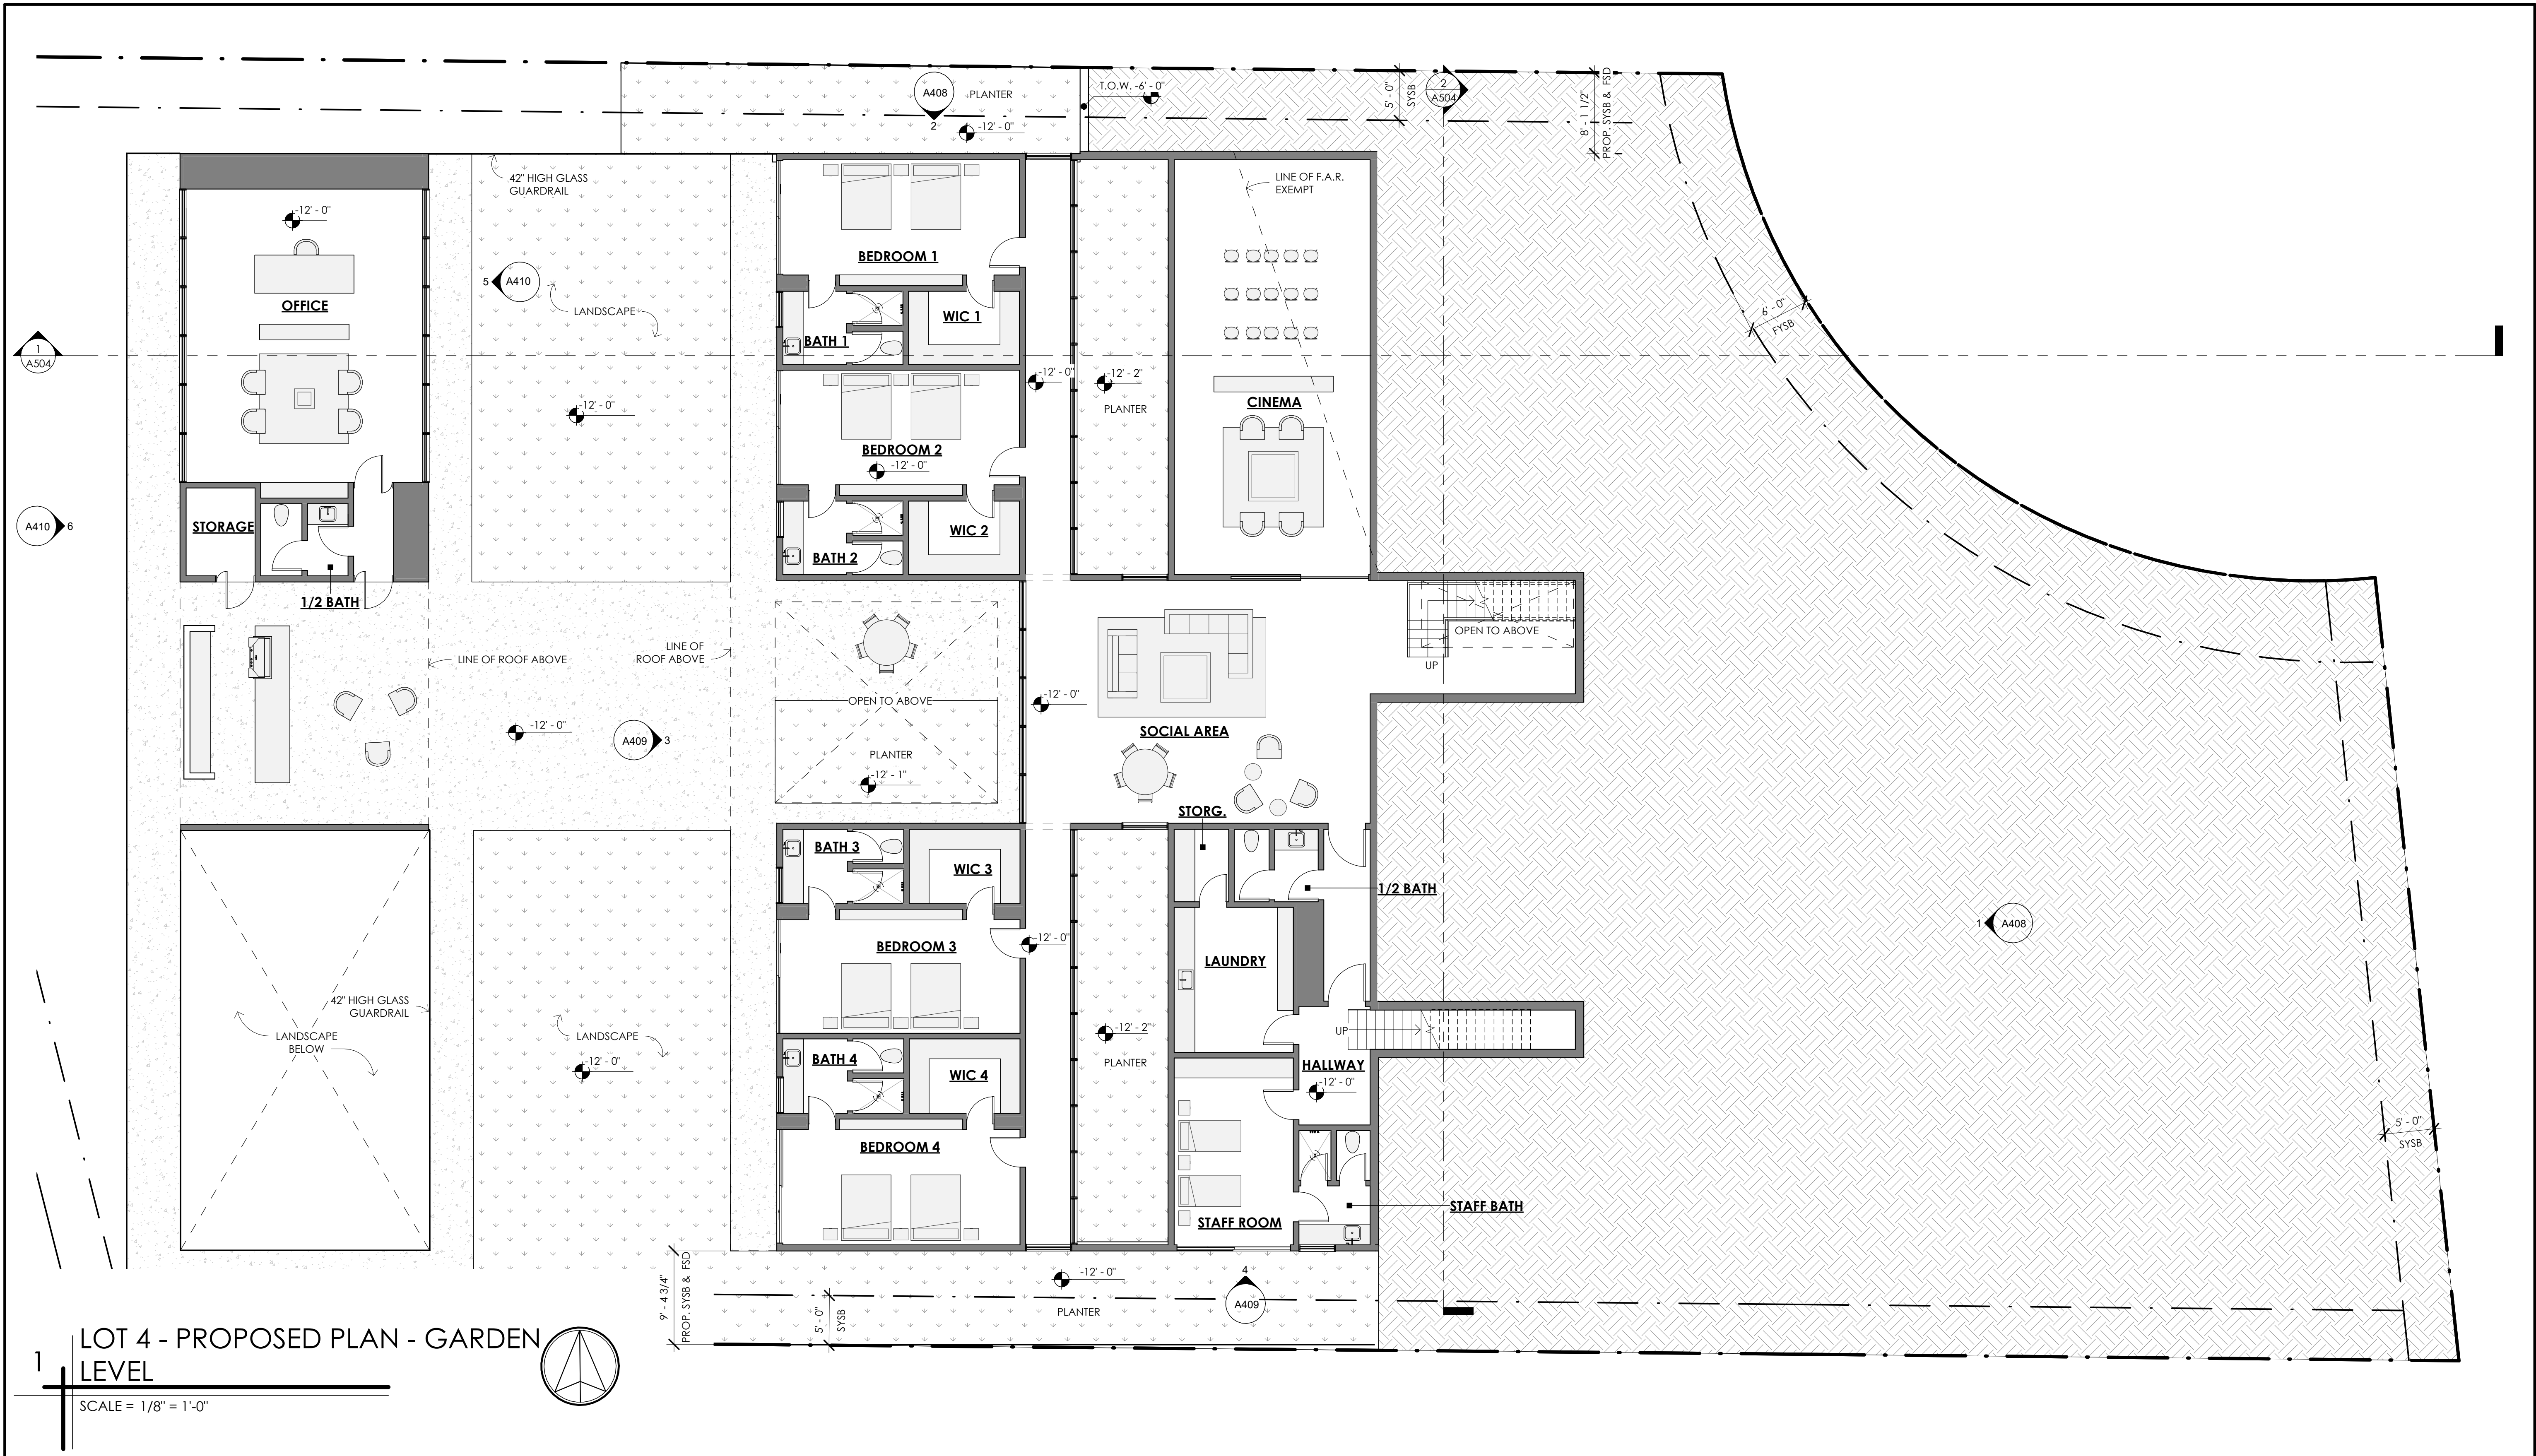 A408
2
PLANTER
-12' - 0"
T.O.W. -6' - 0"
5' - 0"
SYSB
2
A504
8' - 1 1/2"
PROP. SYSB & FSD
42" HIGH GLASS
GUARDRAIL
-12' - 0"
LINE OF F.A.R.
EXEMPT
OFFICE
5
A410
LANDSCAPE
BEDROOM 1
WIC 1
BATH 1
6' - 0"
FYSB
1
A504
-12' - 0"
-12' - 0"
-12' - 2"
PLANTER
CINEMA
BEDROOM 2
-12' - 0"
A410
6
STORAGE
WIC 2
BATH 2
1/2 BATH
LINE OF ROOF ABOVE
LINE OF
ROOF ABOVE
OPEN TO ABOVE
UP
OPEN TO ABOVE
-12' - 0"
-12' - 0"
A409
3
SOCIAL AREA
PLANTER
-12' - 1"
STORG.
BATH 3
WIC 3
1/2 BATH
BEDROOM 3
-12' - 0"
LAUNDRY
1
A408
42" HIGH GLASS
GUARDRAIL
LANDSCAPE
BELOW
LANDSCAPE
-12' - 0"
-12' - 2"
PLANTER
UP
BATH 4
WIC 4
HALLWAY
-12' - 0"
BEDROOM 4
5' - 0"
SYSB
STAFF BATH
STAFF ROOM
9' - 4 3/4"
PROP. SYSB & FSD
5' - 0"
SYSB
-12' - 0"
PLANTER
4
A409
1
LOT 4 - PROPOSED PLAN - GARDEN
LEVEL
SCALE = 1/8" = 1'-0"